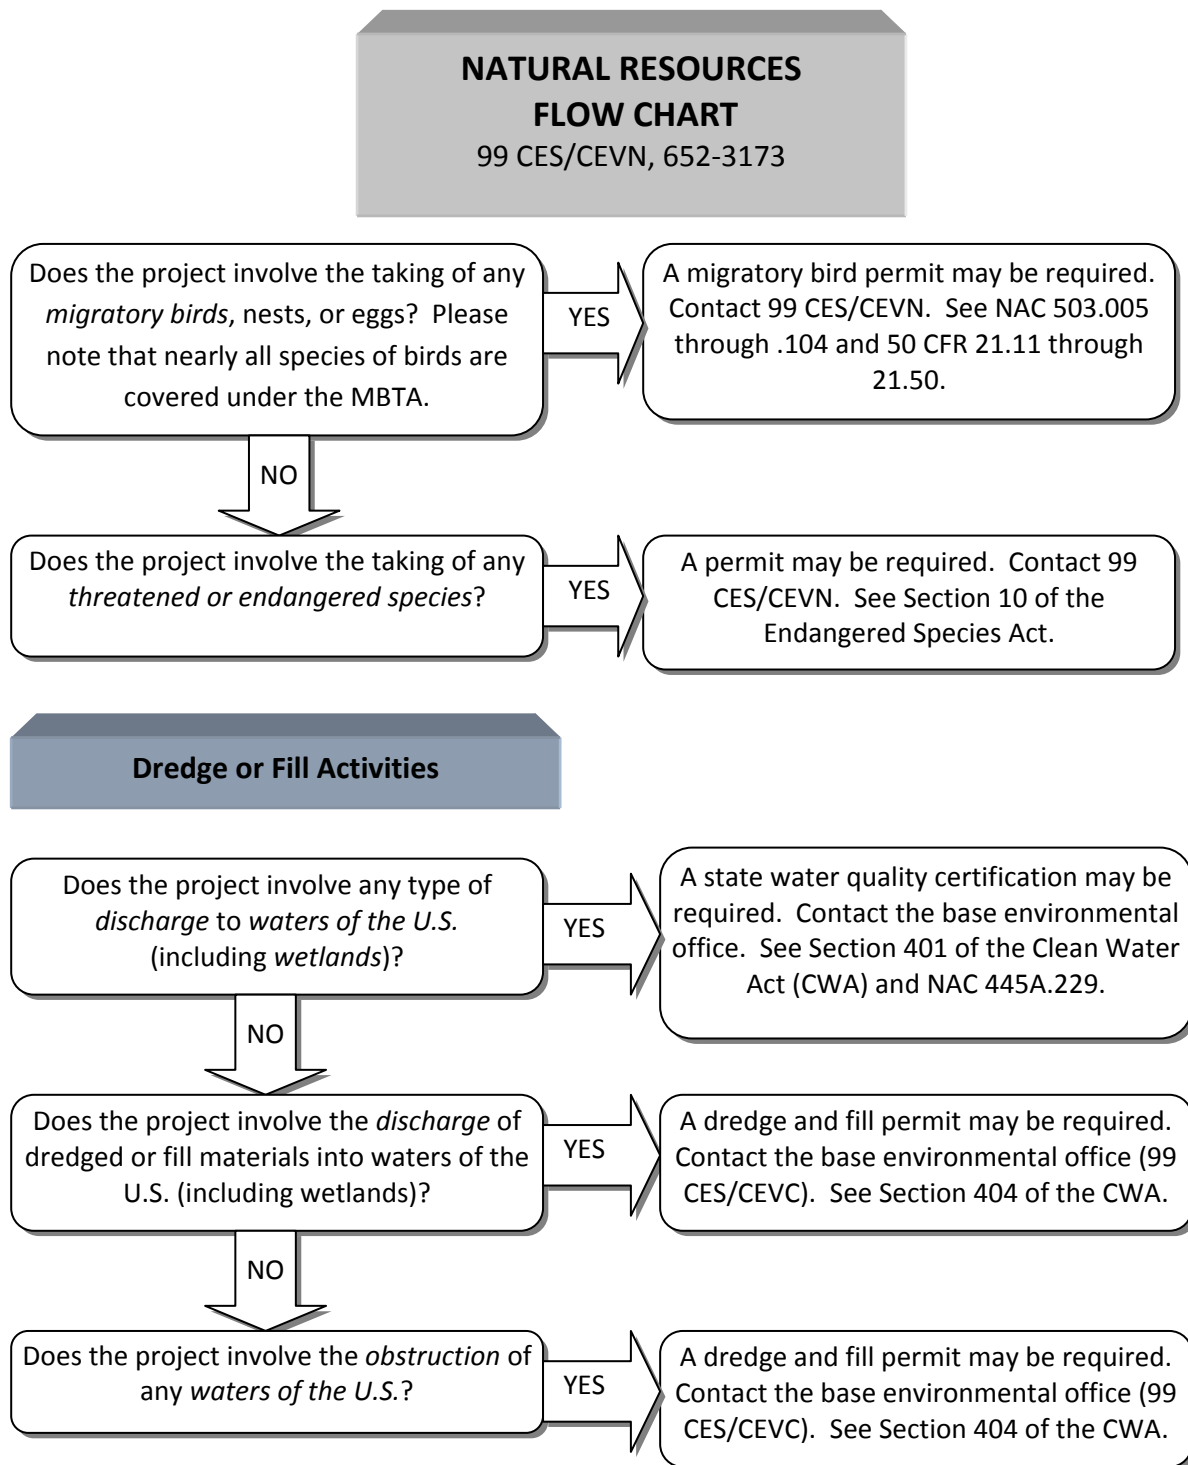 NATURAL RESOURCES
FLOW CHART
99 CES/CEVN, 652-3173
Does the project involve the taking of any
migratory birds, nests, or eggs?  Please
note that nearly all species of birds are
covered under the MBTA.
YES
A migratory bird permit may be required.
Contact 99 CES/CEVN.  See NAC 503.005
through .104 and 50 CFR 21.11 through
21.50.
NO
Does the project involve the taking of any
threatened or endangered species?
YES
A permit may be required.  Contact 99
CES/CEVN.  See Section 10 of the
Endangered Species Act.
Dredge or Fill Activities
Does the project involve any type of
discharge to waters of the U.S.
(including wetlands)?
YES
A state water quality certification may be
required.  Contact the base environmental
office.  See Section 401 of the Clean Water
Act (CWA) and NAC 445A.229.
NO
Does the project involve the discharge of
dredged or fill materials into waters of the
U.S. (including wetlands)?
YES
A dredge and fill permit may be required.
Contact the base environmental office (99
CES/CEVC).  See Section 404 of the CWA.
NO
Does the project involve the obstruction of
any waters of the U.S.?
YES
A dredge and fill permit may be required.
Contact the base environmental office (99
CES/CEVC).  See Section 404 of the CWA.